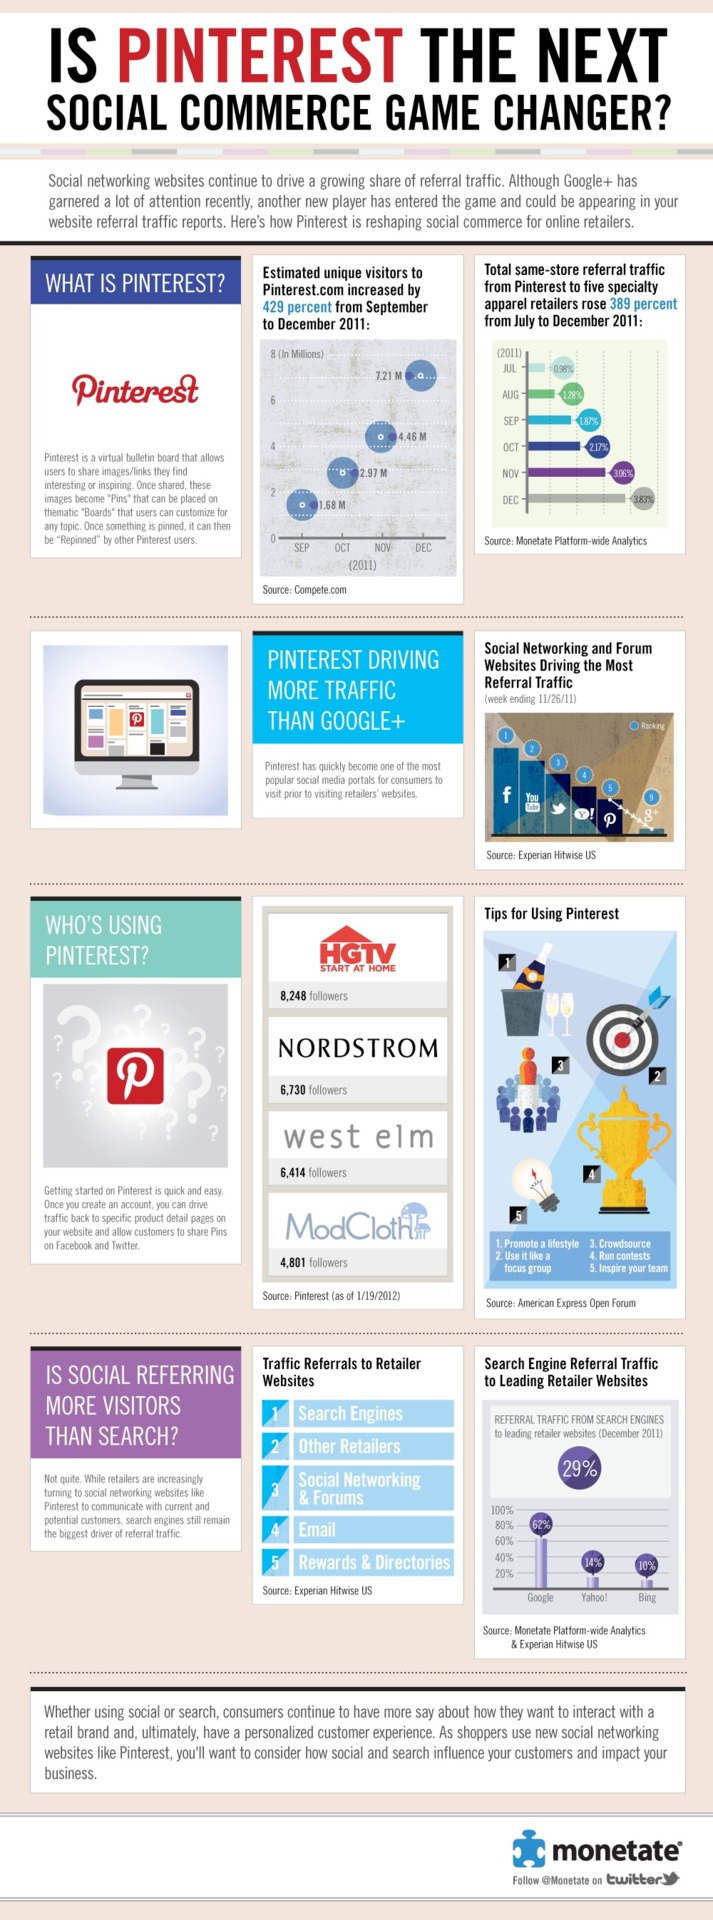 IS PINTEREST THE NEXT
SOCIAL COMMERCE GAME CHANGER?
Social networking websites continue to drive a growing share of referral traffic. Although Google+ has
garnered a lot of attention recently, another new player has entered the game and could be appearing in your
website referral traffic reports. Here's how Pinterest is reshaping social commerce for online retailers.
WHAT IS PINTEREST?
Pinterest
Pinterest is a virtual bulletin board that allows
users to share images/links they find
interesting or inspiring. Once shared, these
images become "Pins" that can be placed on
thematic "Boards" that users can customize for
any topic. Once something is pinned, it can then
be "Repinned" by other Pinterest users.
Estimated unique visitors to
Pinterest.com increased by
429 percent from September
to December 2011:
8 (In Millions)
7.21 M
6
4.46 M
4
2.97 M
2
1.68 M
0
SEP OCT NOV DEC
(2011)
Source: Compete.com
Total same-store referral traffic
from Pinterest to five specialty
apparel retailers rose 389 percent
from July to December 2011:
(2011)
JUL 0.98%
AUG 1.28%
SEP 1.87%
OCT 2.17%
NOV 3.06%
DEC 3.83%
Source: Monetate Platform-wide Analytics
PINTEREST DRIVING
MORE TRAFFIC
THAN GOOGLE+
Pinterest has quickly become one of the most
popular social media portals for consumers to
visit prior to visiting retailers' websites.
Social Networking and Forum
Websites Driving the Most
Referral Traffic
(week ending 11/26/11)
Ranking
1
2
3
4
5
9
f
You
Tube
Y!
g+
Source: Experian Hitwise US
WHO'S USING
PINTEREST?
Getting started on Pinterest is quick and easy.
Once you create an account, you can drive
traffic back to specific product detail pages on
your website and allow customers to share Pins
on Facebook and Twitter.
HGTV
START AT HOME
8,248 followers
NORDSTROM
6,730 followers
west elm
6,414 followers
ModCloth
4,801 followers
Source: Pinterest (as of 1/19/2012)
Tips for Using Pinterest
1
2
3
4
5
1. Promote a lifestyle
2. Use it like a
focus group
3. Crowdsource
4. Run contests
5. Inspire your team
Source: American Express Open Forum
IS SOCIAL REFERRING
MORE VISITORS
THAN SEARCH?
Not quite. While retailers are increasingly
turning to social networking websites like
Pinterest to communicate with current and
potential customers, search engines still remain
the biggest driver of referral traffic.
Traffic Referrals to Retailer
Websites
1 Search Engines
2 Other Retailers
3 Social Networking
& Forums
4 Email
5 Rewards & Directories
Source: Experian Hitwise US
Search Engine Referral Traffic
to Leading Retailer Websites
REFERRAL TRAFFIC FROM SEARCH ENGINES
to leading retailer websites (December 2011)
29%
100%
80%
60%
40%
20%
62%
14%
10%
Google Yahoo! Bing
Source: Monetate Platform-wide Analytics
& Experian Hitwise US
Whether using social or search, consumers continue to have more say about how they want to interact with a
retail brand and, ultimately, have a personalized customer experience. As shoppers use new social networking
websites like Pinterest, you'll want to consider how social and search influence your customers and impact your
business.
monetate®
Follow @Monetate on twitter